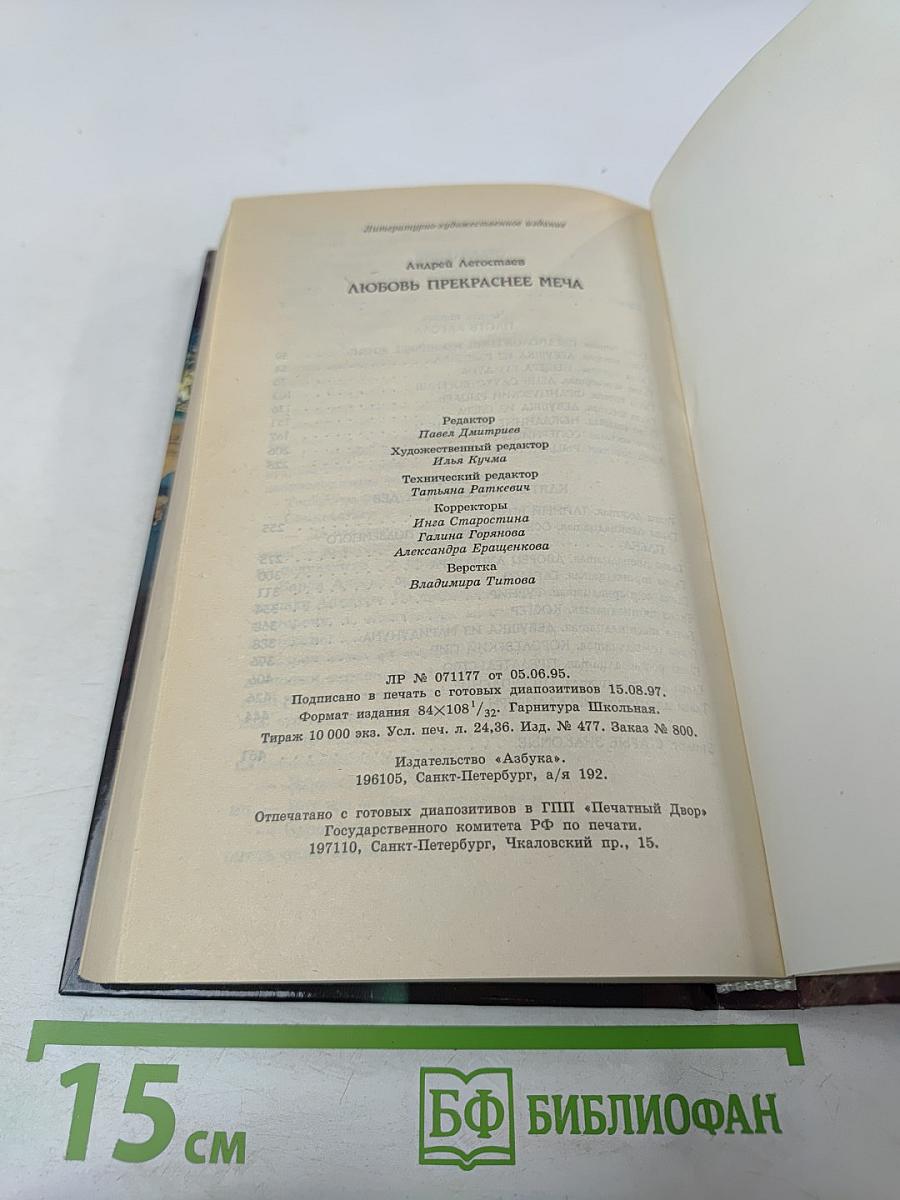 Литературно-художественное издание
Андрей Легостаев
ЛЮБОВЬ ПРЕКРАСНЕЕ МЕЧА
Редактор
Павел Дмитриев
Художественный редактор
Илья Кучма
Технический редактор
Татьяна Раткевич
Корректоры
Инга Старостина
Галина Горянова
Александра Еращенкова
Верстка
Владимира Титова
ЛР № 071177 от 05.06.95.
Подписано в печать с готовых диапозитивов 15.08.97.
Формат издания 84×108 1/32. Гарнитура Школьная.
Тираж 10 000 экз. Усл. печ. л. 24,36. Изд. № 477. Заказ № 800.
Издательство «Азбука».
196105, Санкт-Петербург, а/я 192.
Отпечатано с готовых диапозитивов в ГПП «Печатный Двор»
Государственного комитета РФ по печати.
197110, Санкт-Петербург, Чкаловский пр., 15.
15 см
БФ БИБЛИОФАН